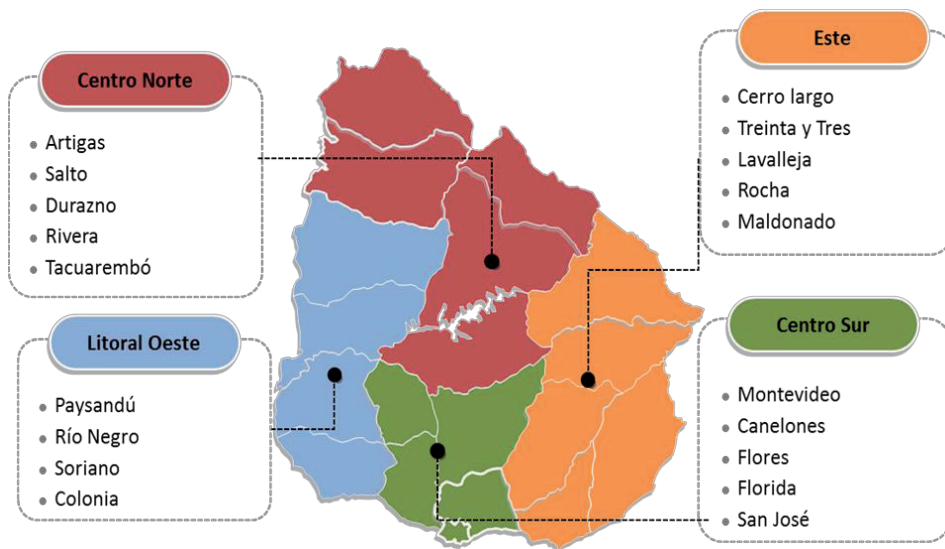 Centro Norte
Artigas
Salto
Durazno
Rivera
Tacuarembó
Litoral Oeste
Paysandú
Río Negro
Soriano
Colonia
Este
Cerro largo
Treinta y Tres
Lavalleja
Rocha
Maldonado
Centro Sur
Montevideo
Canelones
Flores
Florida
San José